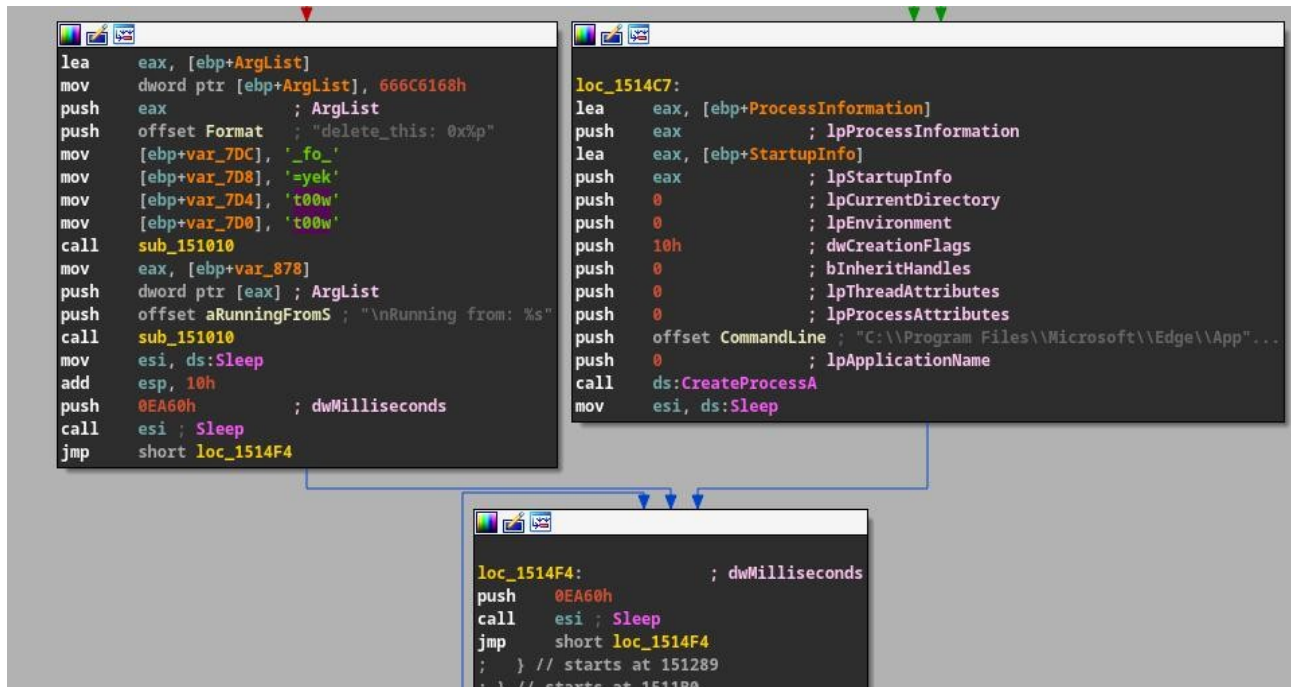 lea eax, [ebp+ArgList]
mov dword ptr [ebp+ArgList], 666C6168h
push eax ; ArgList
push offset Format ; "delete_this: 0x%p"
mov [ebp+var_7DC], '_fo_'
mov [ebp+var_7D8], '=yek'
mov [ebp+var_7D4], 't00w'
mov [ebp+var_7D0], 't00w'
call sub_151010
mov eax, [ebp+var_878]
push dword ptr [eax] ; ArgList
push offset aRunningFromS ; "\nRunning from: %s"
call sub_151010
mov esi, ds:Sleep
add esp, 10h
push 0EA60h ; dwMilliseconds
call esi ; Sleep
jmp short loc_1514F4
loc_1514C7:
lea eax, [ebp+ProcessInformation]
push eax ; lpProcessInformation
lea eax, [ebp+StartupInfo]
push eax ; lpStartupInfo
push 0 ; lpCurrentDirectory
push 0 ; lpEnvironment
push 10h ; dwCreationFlags
push 0 ; bInheritHandles
push 0 ; lpThreadAttributes
push 0 ; lpProcessAttributes
push offset CommandLine ; "C:\\Program Files\\Microsoft\\Edge\\App"...
push 0 ; lpApplicationName
call ds:CreateProcessA
mov esi, ds:Sleep
loc_1514F4: ; dwMilliseconds
push 0EA60h
call esi ; Sleep
jmp short loc_1514F4
; } // starts at 151289
; } // starts at 1511B0